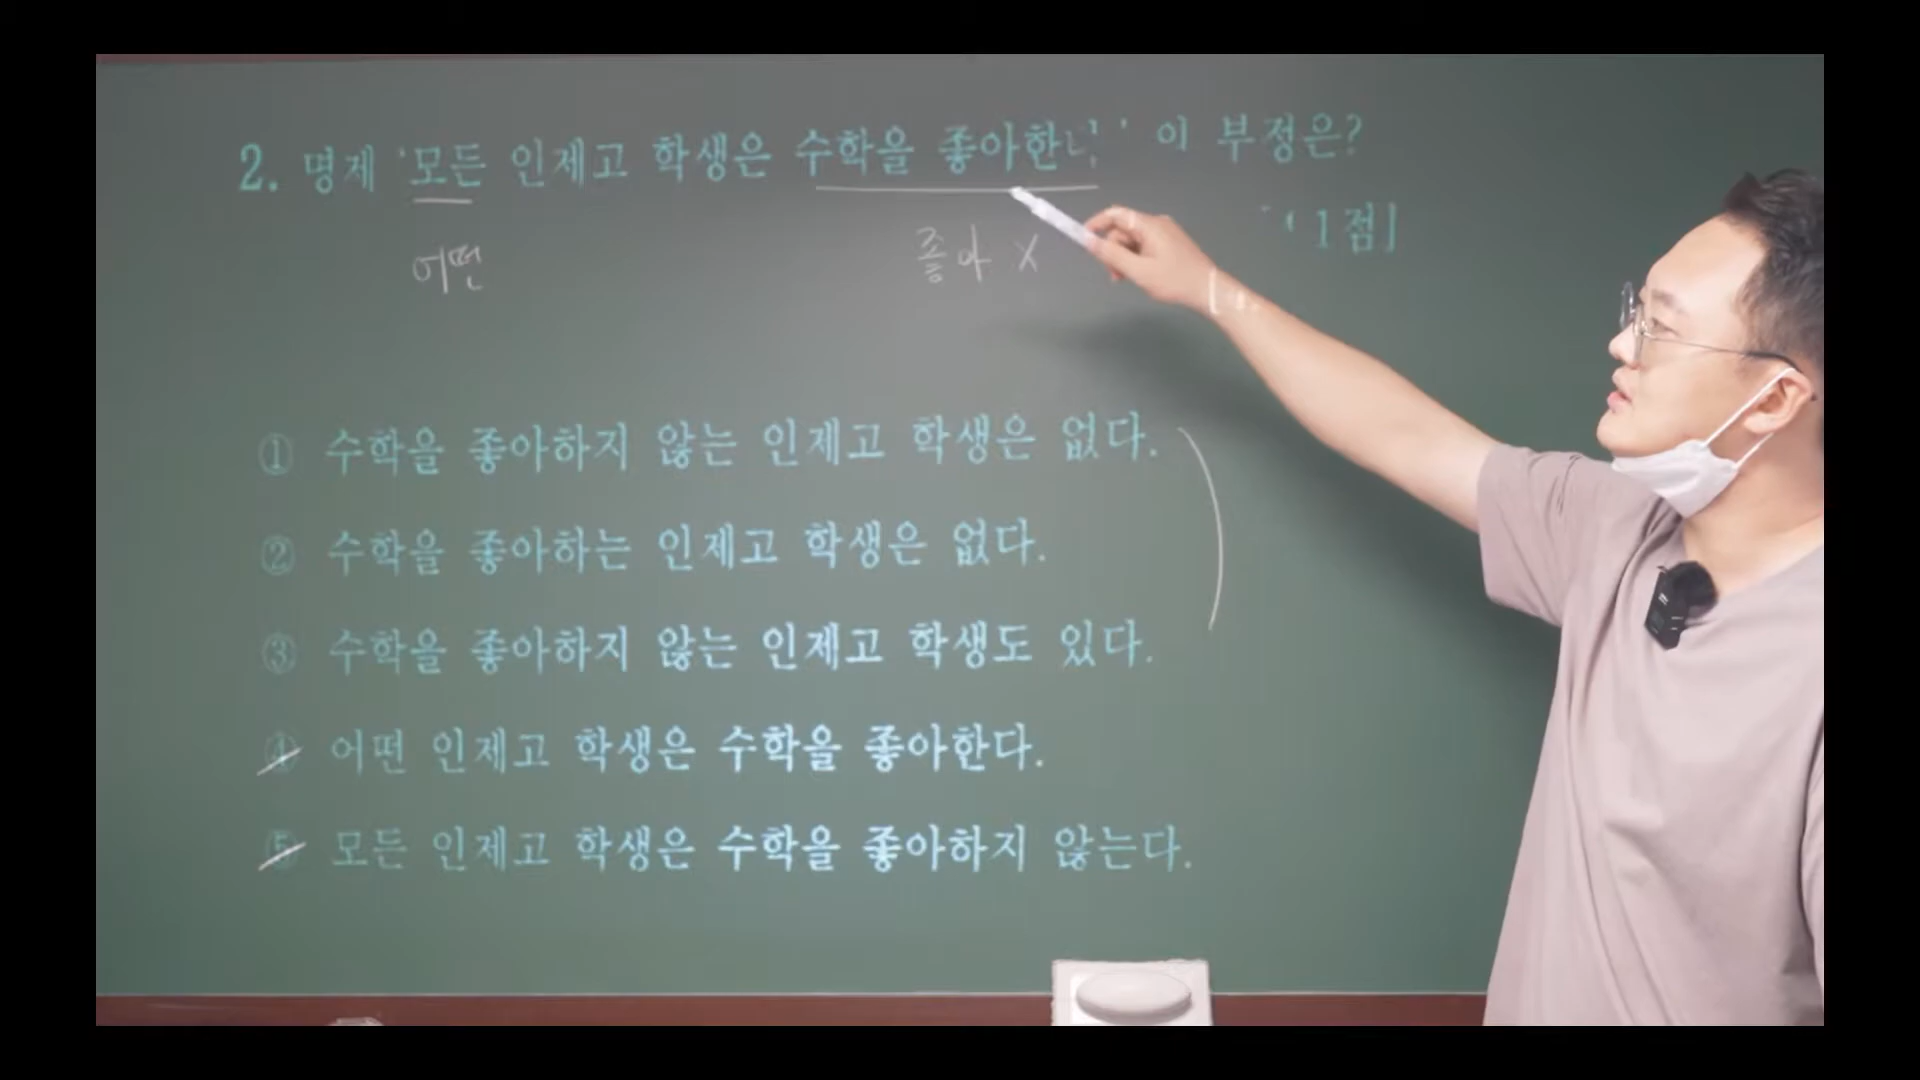 2. 명제 '모든 인제고 학생은 수학을 좋아한 ' 이 부정은?
1점]
어떤 좋아 X
① 수학을 좋아하지 않는 인제고 학생은 없다.
② 수학을 좋아하는 인제고 학생은 없다.
③ 수학을 좋아하지 않는 인제고 학생도 있다.
④ 어떤 인제고 학생은 수학을 좋아한다.
⑤ 모든 인제고 학생은 수학을 좋아하지 않는다.